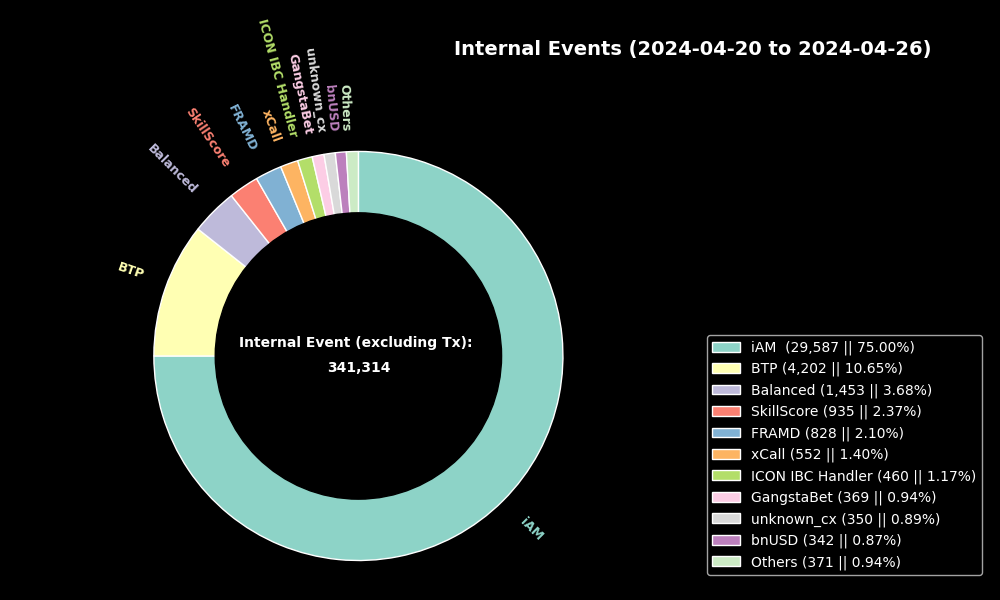 Internal Events (2024-04-20 to 2024-04-26)
ICON IBC Handler
GangstaBet
unknown_cx
bnUSD
Others
xCall
FRAMD
SkillScore
Balanced
BTP
Internal Event (excluding Tx):
341,314
iAM
iAM  (29,587 || 75.00%)
BTP (4,202 || 10.65%)
Balanced (1,453 || 3.68%)
SkillScore (935 || 2.37%)
FRAMD (828 || 2.10%)
xCall (552 || 1.40%)
ICON IBC Handler (460 || 1.17%)
GangstaBet (369 || 0.94%)
unknown_cx (350 || 0.89%)
bnUSD (342 || 0.87%)
Others (371 || 0.94%)